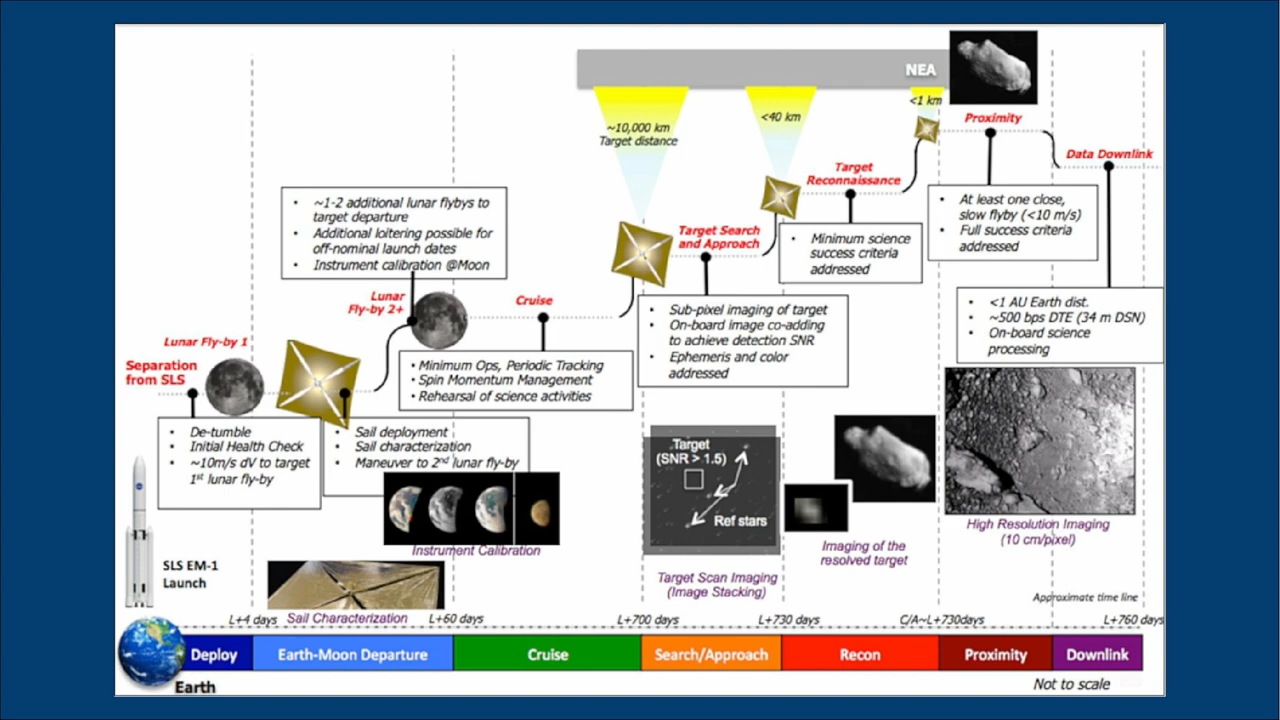 NEA
~10,000 km
Target distance
<40 km
<1 km
Proximity
Data Downlink
Target
Reconnaissance
• At least one close,
slow flyby (<10 m/s)
• Full success criteria
addressed
• ~1-2 additional lunar flybys to
target departure
• Additional loitering possible for
off-nominal launch dates
• Instrument calibration @Moon
Target Search
and Approach
• Minimum science
success criteria
addressed
Lunar
Fly-by 2+
Cruise
• Sub-pixel imaging of target
• On-board image co-adding
to achieve detection SNR
• Ephemeris and color
addressed
• <1 AU Earth dist.
• ~500 bps DTE (34 m DSN)
• On-board science
processing
Lunar Fly-by 1
Separation
from SLS
• Minimum Ops, Periodic Tracking
• Spin Momentum Management
• Rehearsal of science activities
• De-tumble
• Initial Health Check
• ~10m/s dV to target
1st lunar fly-by
• Sail deployment
• Sail characterization
• Maneuver to 2nd lunar fly-by
Target
(SNR > 1.5)
Ref stars
Instrument Calibration
High Resolution Imaging
(10 cm/pixel)
Imaging of the
resolved target
SLS EM-1
Launch
Target Scan Imaging
(Image Stacking)
Approximate time line
Sail Characterization
L+4 days
L+60 days
L+700 days
L+730 days
C/A~L+730days
L+760 days
Deploy
Earth-Moon Departure
Cruise
Search/Approach
Recon
Proximity
Downlink
Earth
Not to scale